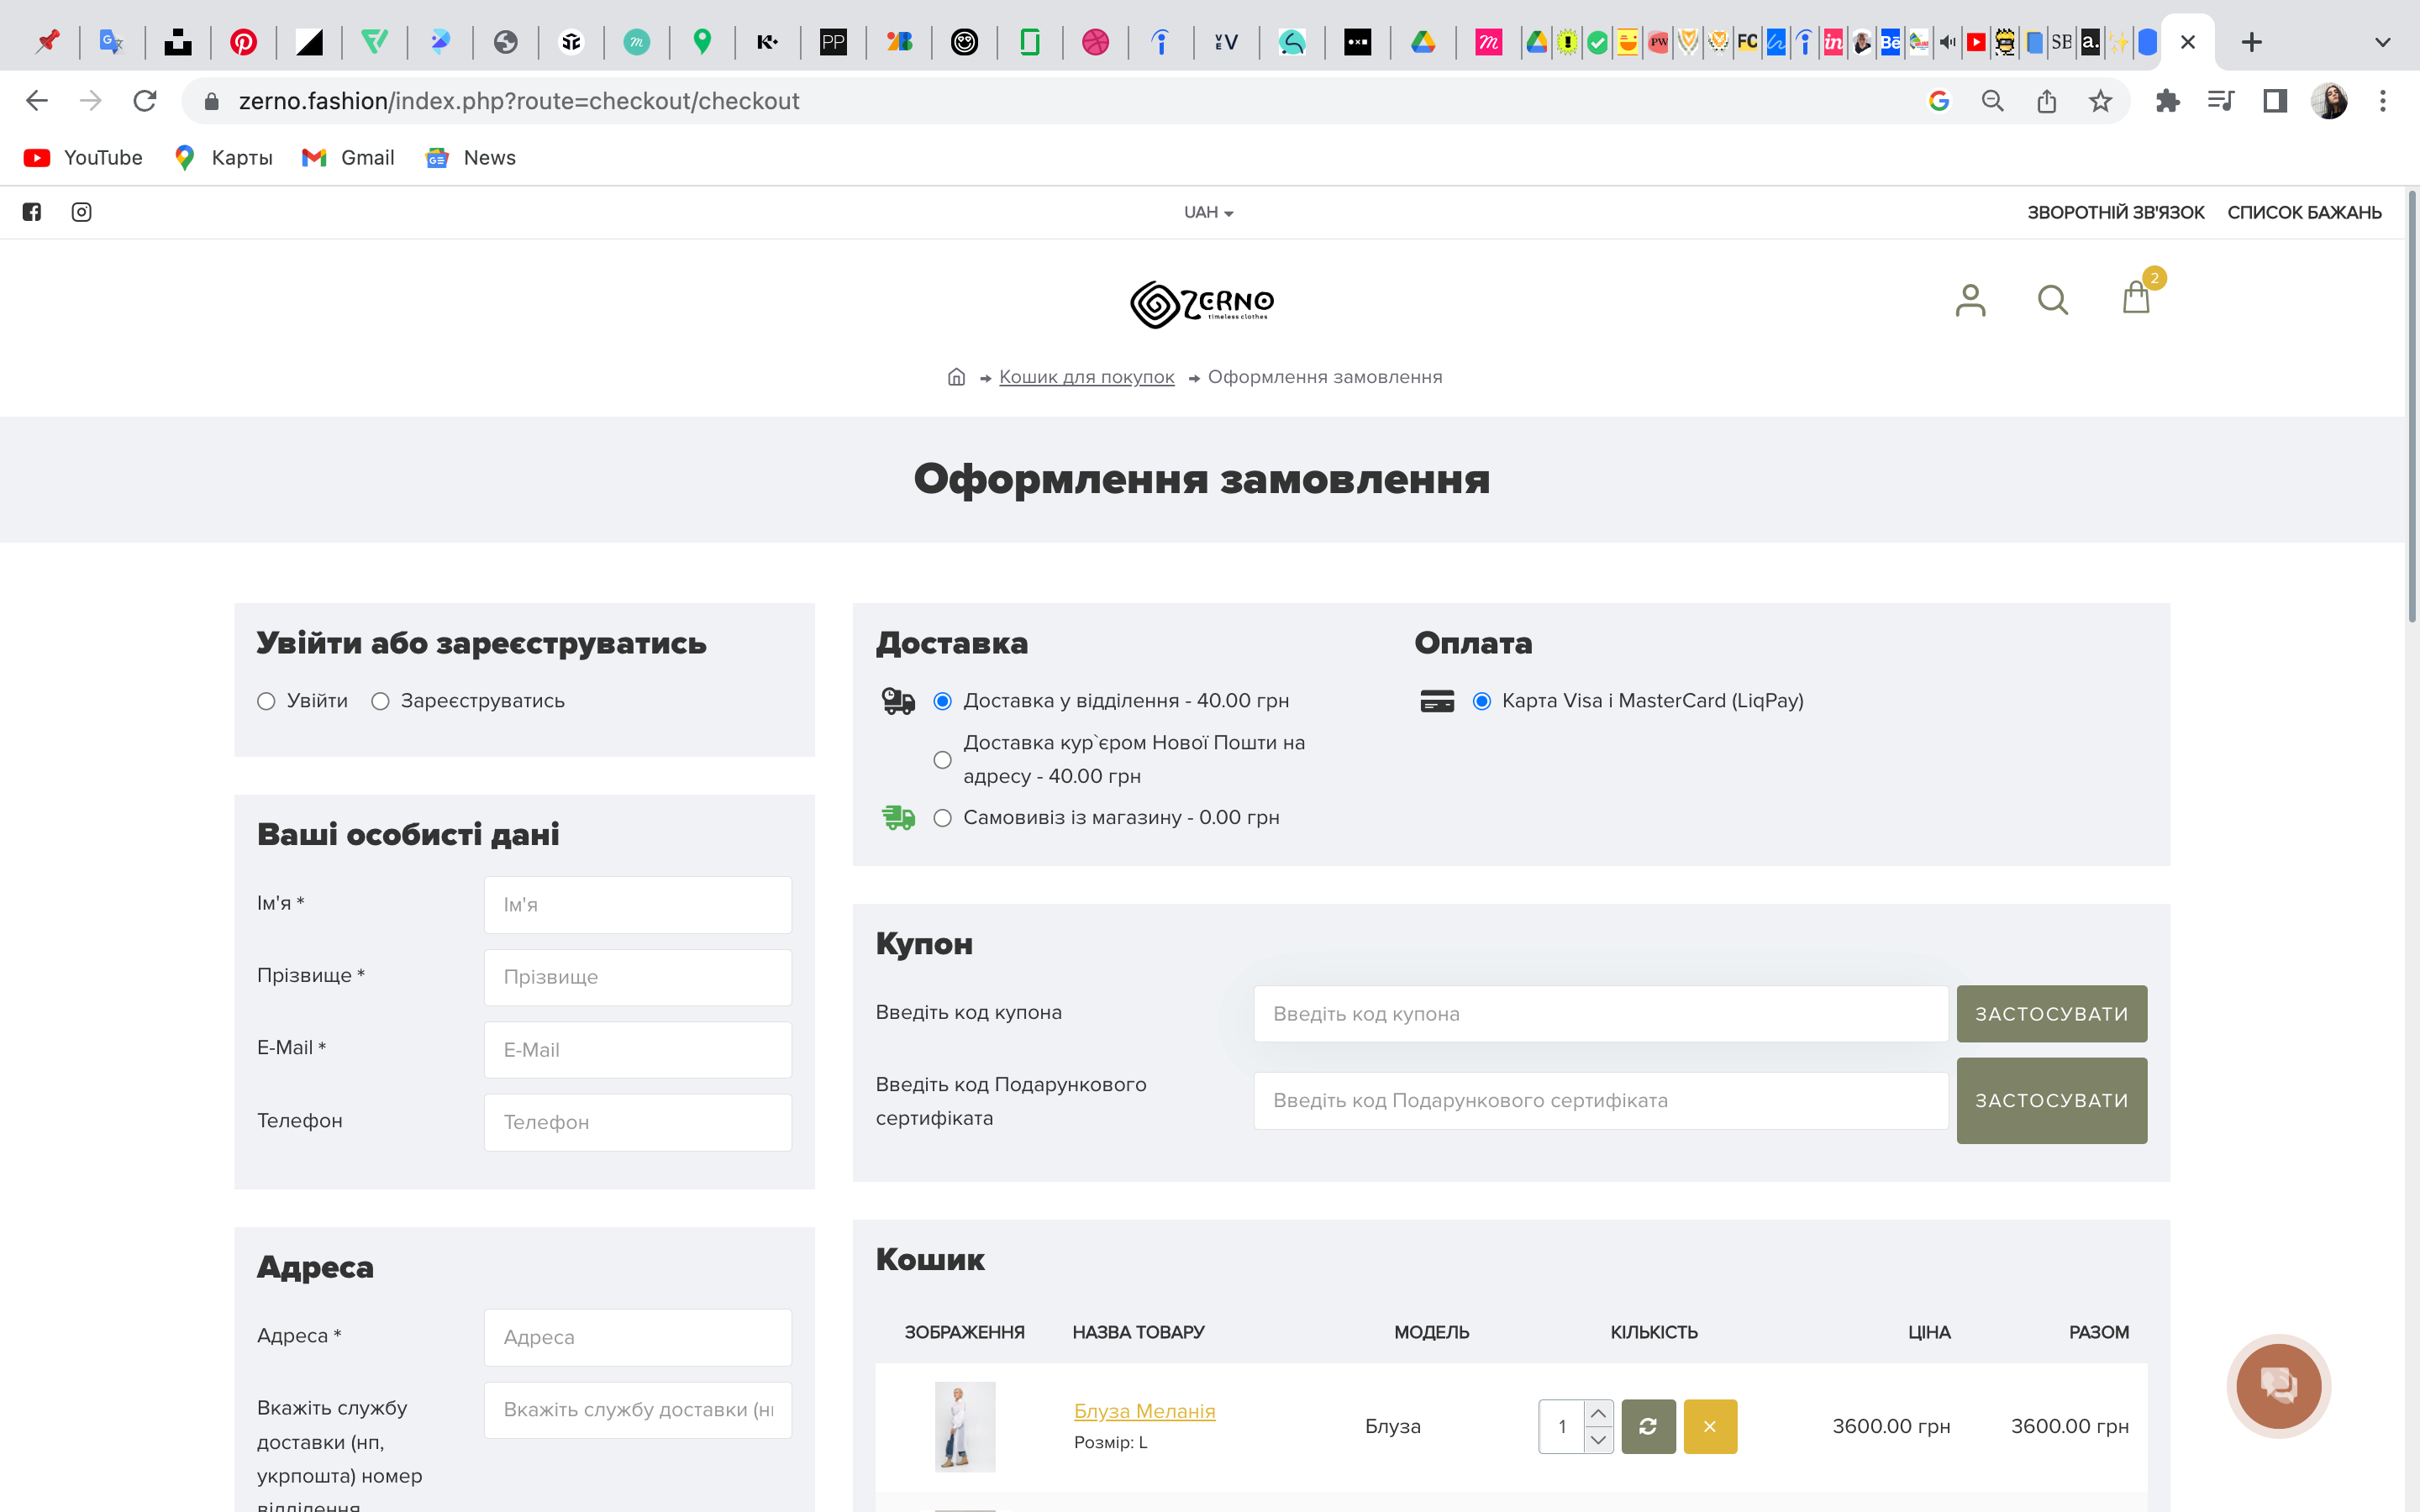 zerno.fashion/index.php?route=checkout/checkout
YouTube Карты Gmail News
UAH
ЗВОРОТНІЙ ЗВ'ЯЗОК СПИСОК БАЖАНЬ
ZERNO
timeless clothes
2
Кошик для покупок Оформлення замовлення
Оформлення замовлення
Увійти або зареєструватись
Увійти Зареєструватись
Ваші особисті дані
Ім'я * Ім'я
Прізвище * Прізвище
E-Mail * E-Mail
Телефон Телефон
Адреса
Адреса * Адреса
Вкажіть службу
доставки (нп,
укрпошта) номер
відділення
Вкажіть службу доставки (нп
Доставка
Доставка у відділення - 40.00 грн
Доставка кур`єром Нової Пошти на
адресу - 40.00 грн
Самовивіз із магазину - 0.00 грн
Оплата
Карта Visa і MasterCard (LiqPay)
Купон
Введіть код купона Введіть код купона ЗАСТОСУВАТИ
Введіть код Подарункового
сертифіката
Введіть код Подарункового сертифіката ЗАСТОСУВАТИ
Кошик
ЗОБРАЖЕННЯ НАЗВА ТОВАРУ МОДЕЛЬ КІЛЬКІСТЬ ЦІНА РАЗОМ
Блуза Меланія
Розмір: L
Блуза 1 3600.00 грн 3600.00 грн